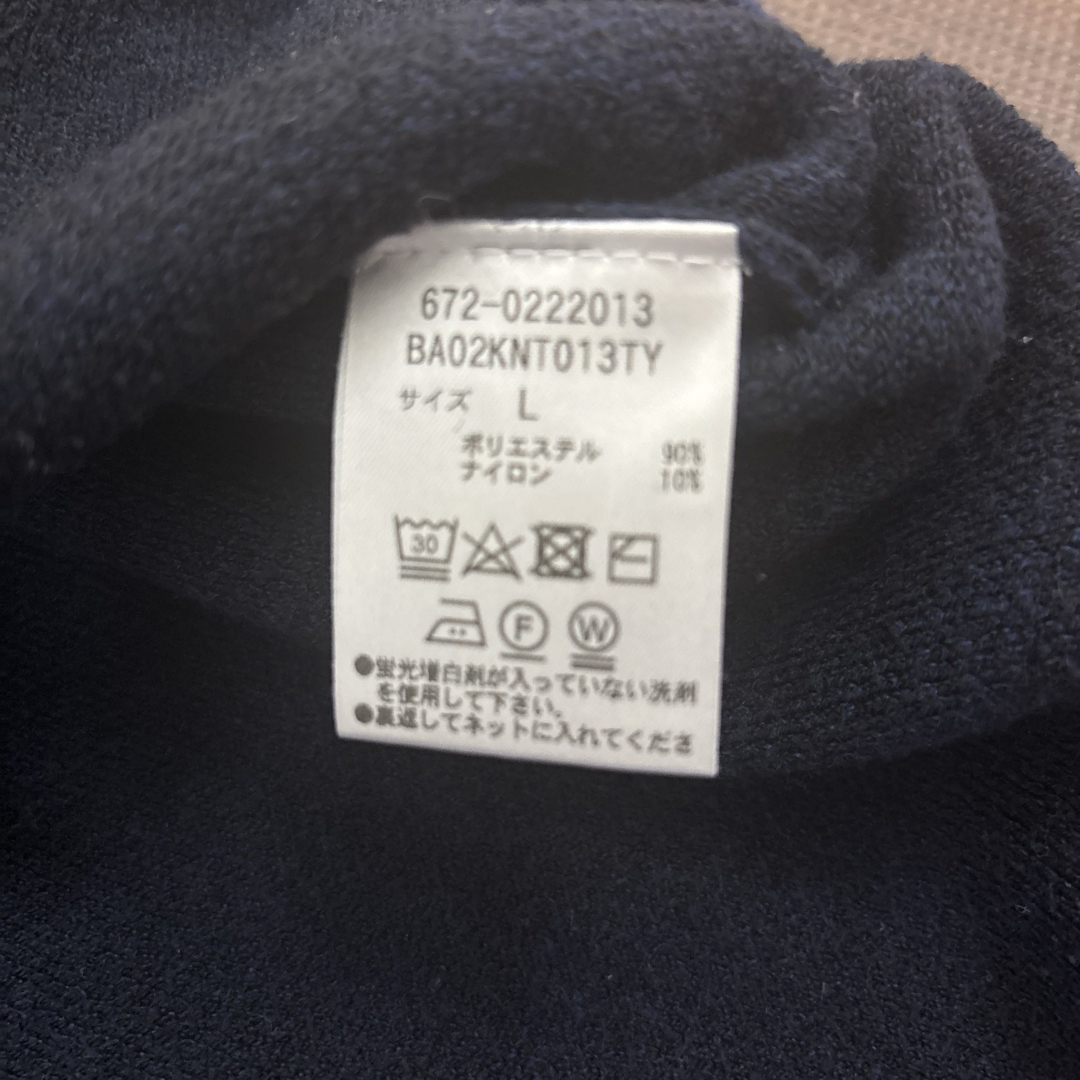 672-0222013
BA02KNT013TY
サイズ L
ポリエステル 90%
ナイロン 10%
30
F W
●蛍光増白剤が入っていない洗剤
を使用して下さい。
●裏返してネットに入れてくださ